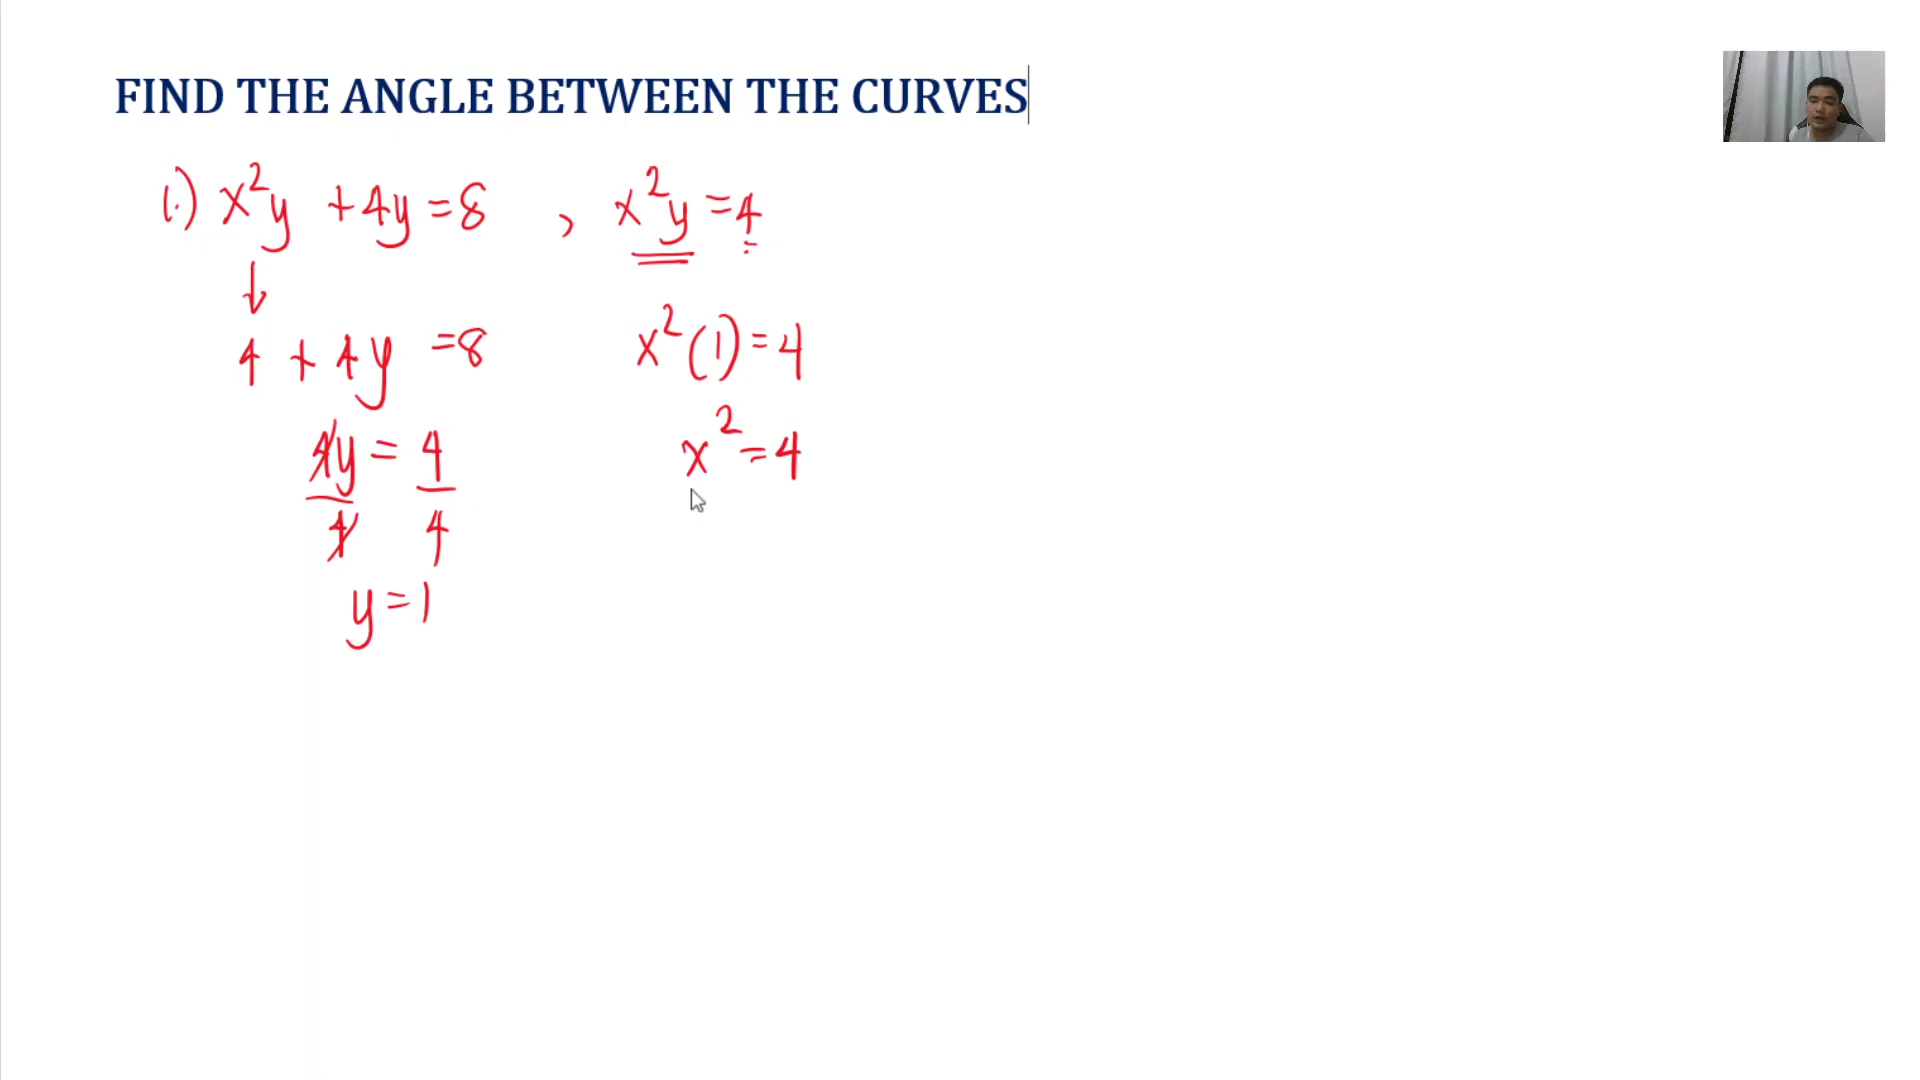 FIND THE ANGLE BETWEEN THE CURVES
1.) x²y + 4y = 8 , x²y = 4
↓
4 + 4y = 8
4y = 4
4 4
y = 1
x²(1) = 4
x² = 4